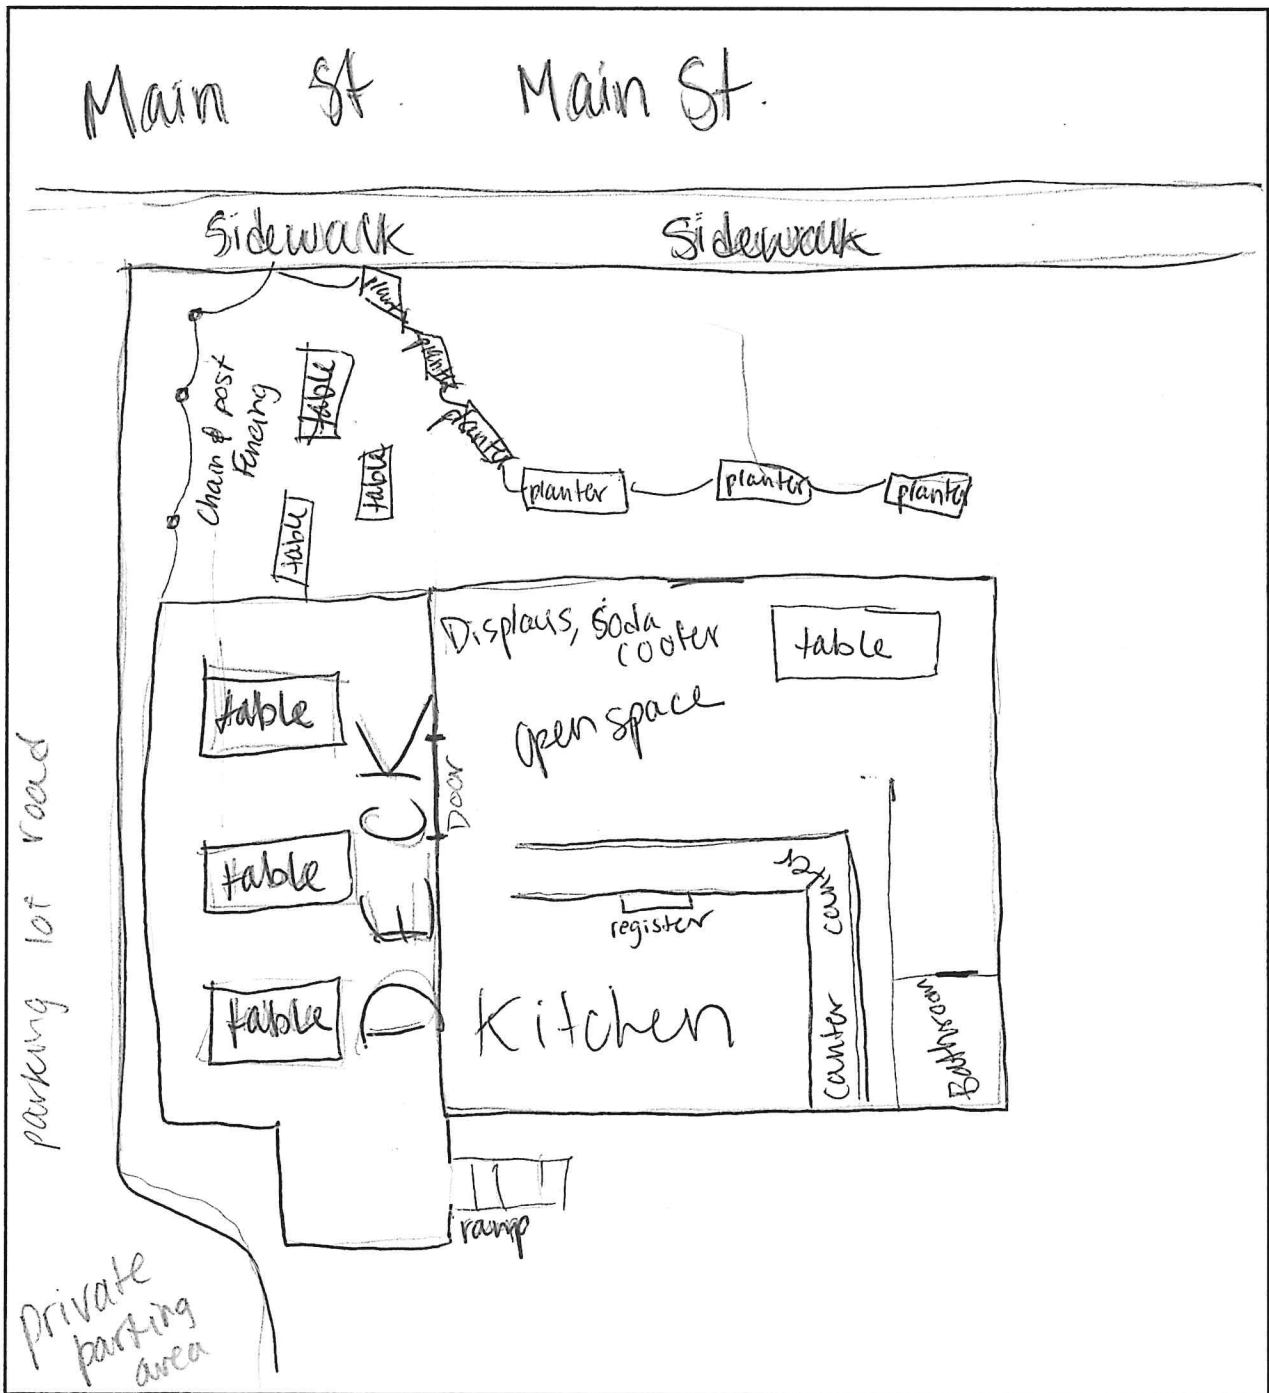 Main St. Main St.
Sidewalk Sidewalk
planter
planter
planter
planter
planter
chain & post
Fencing
table
table
table
planter
Displays, Soda
cooler
table
open space
table
DECK
Door
table
table
register
Kitchen
canter
Bathroom
ramp
parking lot road
private
parking
area